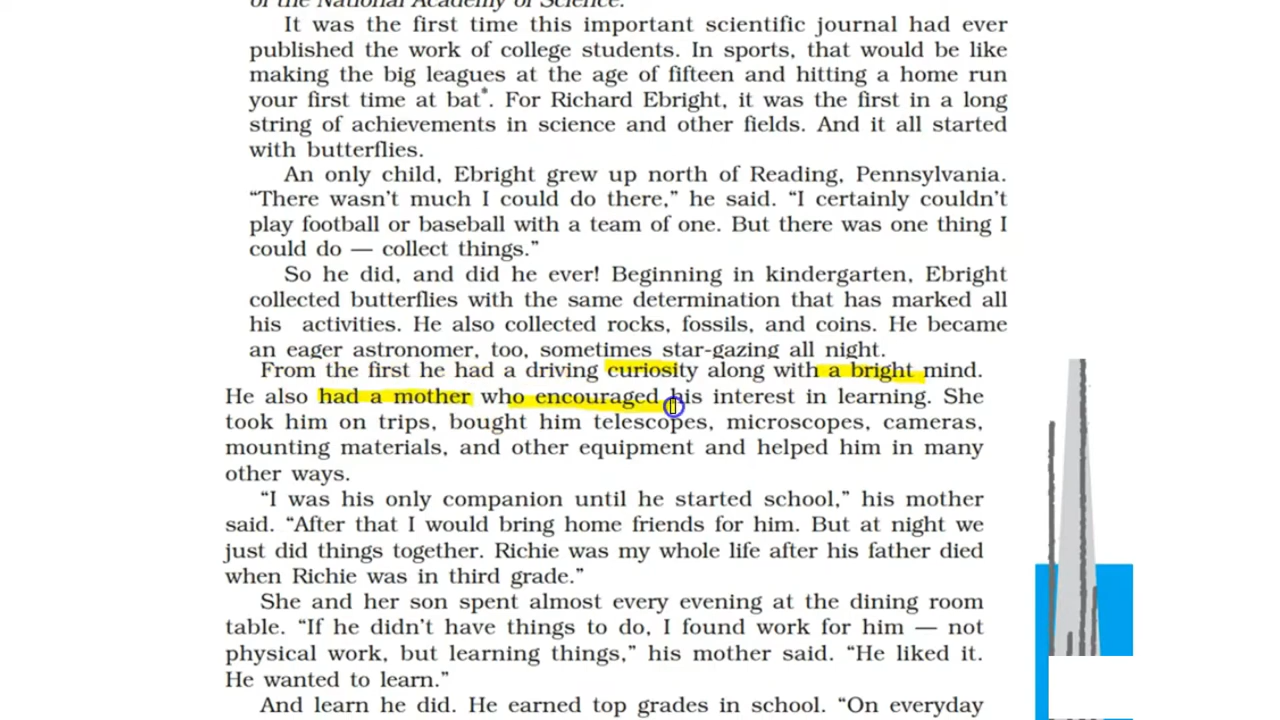 of the National Academy of Science.
It was the first time this important scientific journal had ever
published the work of college students. In sports, that would be like
making the big leagues at the age of fifteen and hitting a home run
your first time at bat*. For Richard Ebright, it was the first in a long
string of achievements in science and other fields. And it all started
with butterflies.
An only child, Ebright grew up north of Reading, Pennsylvania.
“There wasn’t much I could do there,” he said. “I certainly couldn’t
play football or baseball with a team of one. But there was one thing I
could do — collect things.”
So he did, and did he ever! Beginning in kindergarten, Ebright
collected butterflies with the same determination that has marked all
his activities. He also collected rocks, fossils, and coins. He became
an eager astronomer, too, sometimes star-gazing all night.
From the first he had a driving curiosity along with a bright mind.
He also had a mother who encouraged his interest in learning. She
took him on trips, bought him telescopes, microscopes, cameras,
mounting materials, and other equipment and helped him in many
other ways.
“I was his only companion until he started school,” his mother
said. “After that I would bring home friends for him. But at night we
just did things together. Richie was my whole life after his father died
when Richie was in third grade.”
She and her son spent almost every evening at the dining room
table. “If he didn’t have things to do, I found work for him — not
physical work, but learning things,” his mother said. “He liked it.
He wanted to learn.”
And learn he did. He earned top grades in school. “On everyday